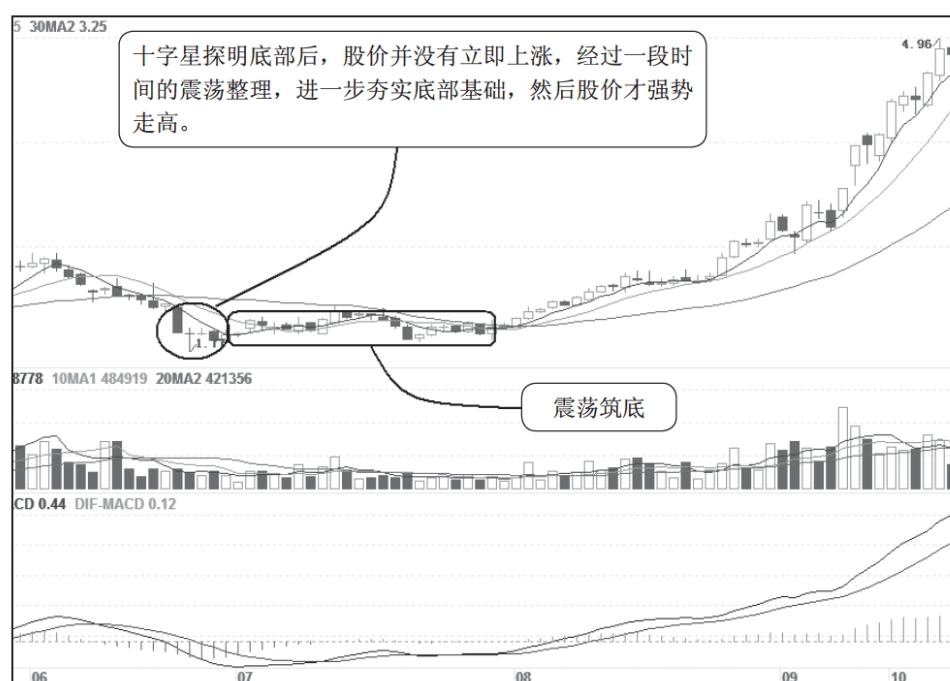 5 30MA2 3.25
十字星探明底部后，股价并没有立即上涨，经过一段时
间的震荡整理，进一步夯实底部基础，然后股价才强势
走高。
4.96
1.
8778 10MA1 484919 20MA2 421356
震荡筑底
CD 0.44 DIF-MACD 0.12
06 07 08 09 10